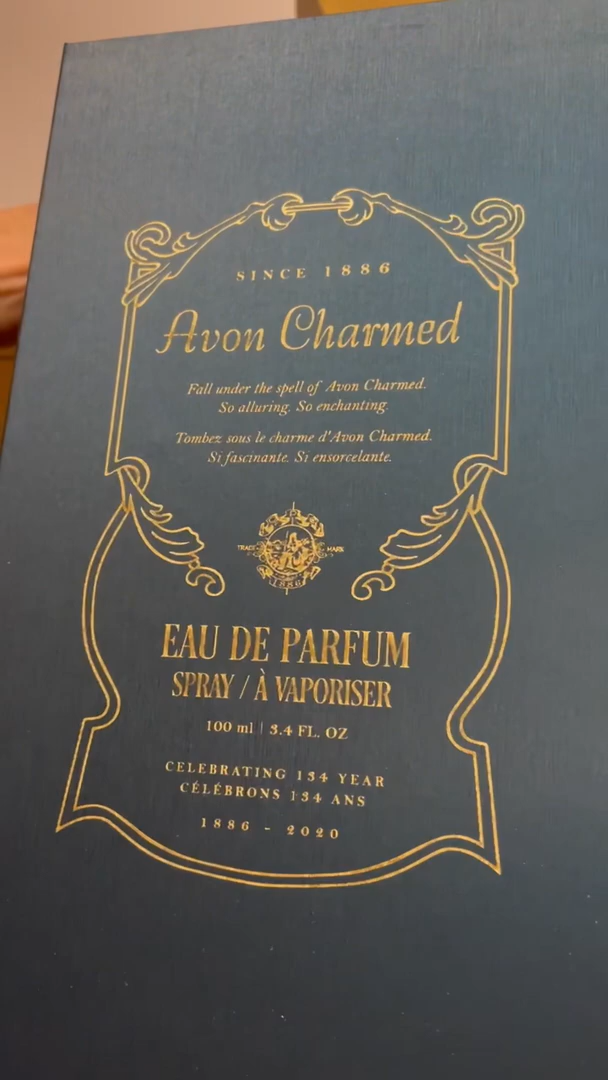 SINCE 1886
Avon Charmed
Fall under the spell of Avon Charmed.
So alluring. So enchanting.
Tombez sous le charme d'Avon Charmed.
Si fascinante. Si ensorcelante.
TRADE MARK
1886
EAU DE PARFUM
SPRAY / À VAPORISER
100 ml | 3.4 FL. OZ
CELEBRATING 134 YEAR
CÉLÉBRONS 134 ANS
1886 - 2020